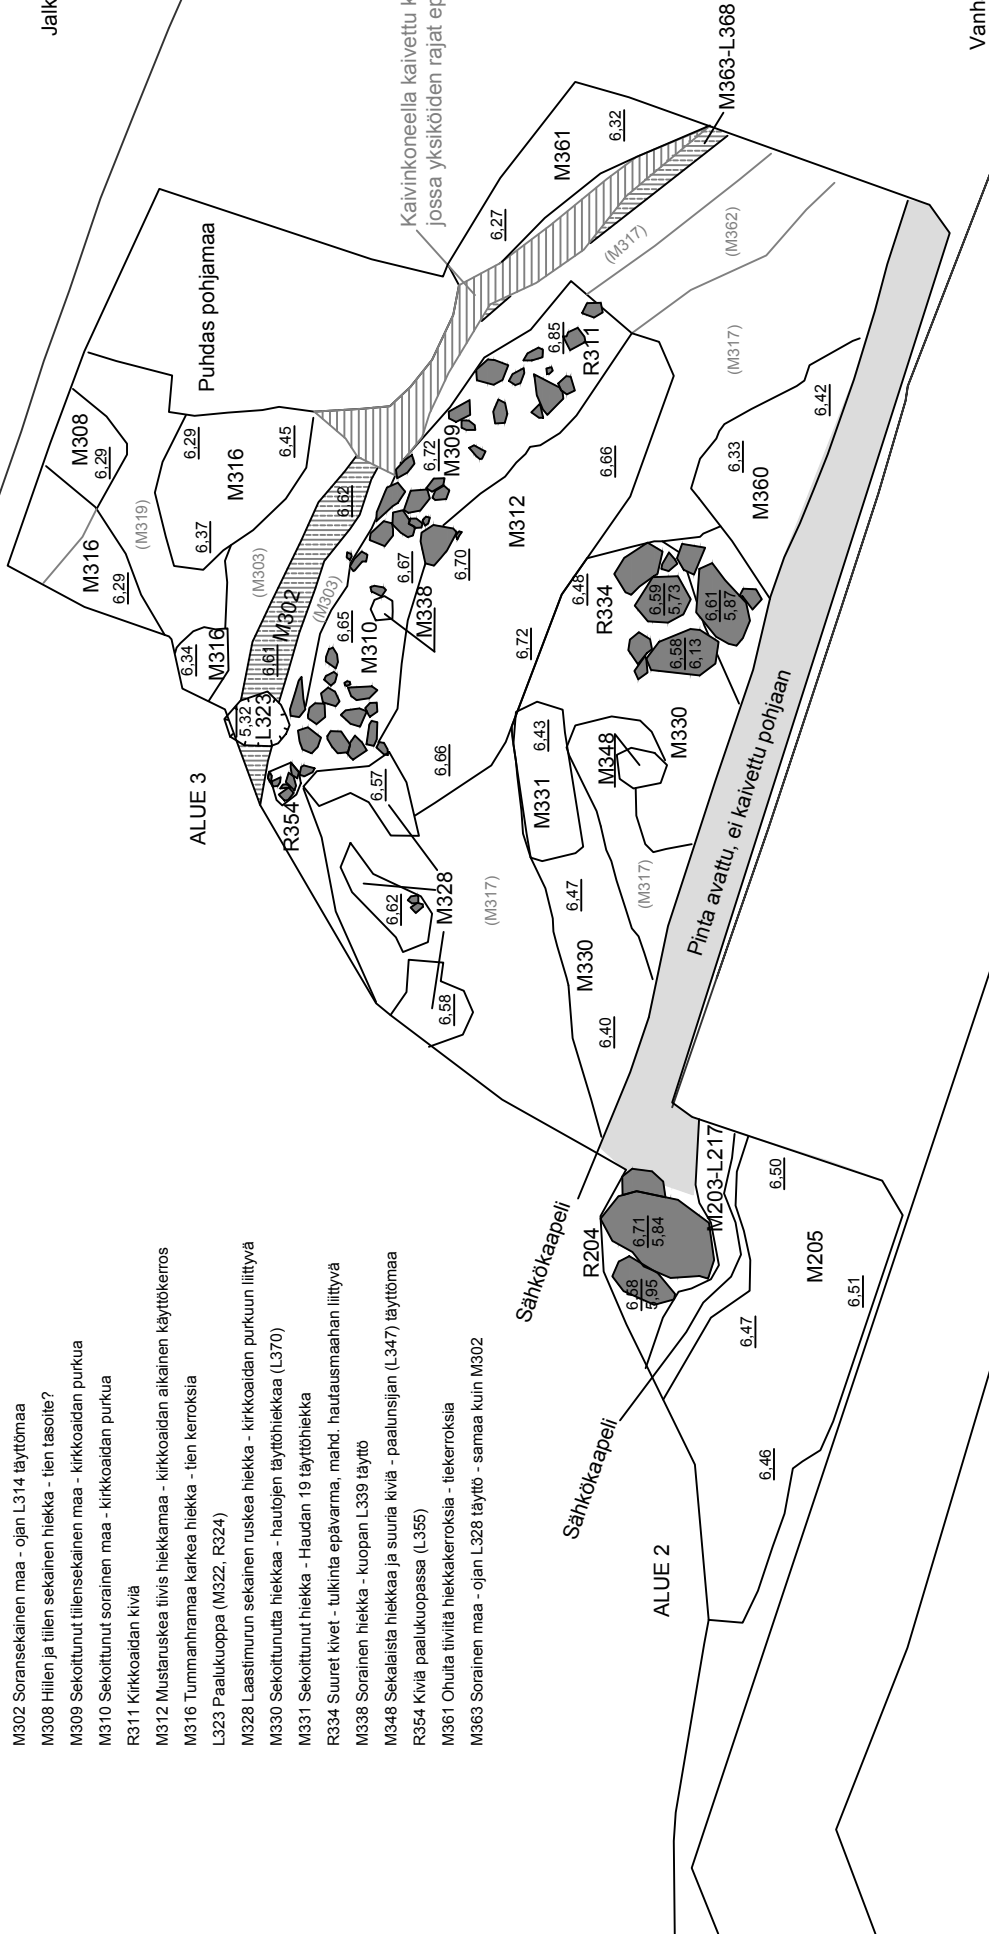 M302 Soransekainen maa - ojan L314 täyttömaa
M308 Hiilen ja tiilen sekainen hiekka - tien tasoite?
M309 Sekoittunut tiilensekainen maa - kirkkoaidan purkua
M310 Sekoittunut sorainen maa - kirkkoaidan purkua
R311 Kirkkoaidan kiviä
M312 Mustaruskea tiivis hiekkamaa - kirkkoaidan aikainen käyttökerros
M316 Tummanhramaa karkea hiekka - tien kerroksia
L323 Paalukuoppa (M322, R324)
M328 Laastimurun sekainen ruskea hiekka - kirkkoaidan purkuun liittyvä
M330 Sekoittunutta hiekkaa - hautojen täyttöhiekkaa (L370)
M331 Sekoittunut hiekka - Haudan 19 täyttöhiekka
R334 Suuret kivet - tulkinta epävarma, mahd. hautausmaahan liittyvä
M338 Sorainen hiekka - kuopan L339 täyttö
M348 Sekalaista hiekkaa ja suuria kiviä - paalunsijan (L347) täyttömaa
R354 Kiviä paalukuopassa (L355)
M361 Ohuita tiiviitä hiekkakerroksia - tiekerroksia
M363 Sorainen maa - ojan L328 täyttö - samaa kuin M302
Jalk
Vanh
Kaivinkoneella kaivettu k
jossa yksiköiden rajat ep
Puhdas pohjamaa
M308
6,29
M316
6,29
(M319)
6,29
6,45
M316
6,37
M316
6,34
(M303)
M302
6,61
6,62
(M303)
L323
5,32
ALUE 3
R354
M361
6,32
6,27
M363-L368
(M317)
(M362)
(M317)
R311
6,85
M309
6,72
6,67
M338
6,70
M310
6,65
M312
6,66
6,72
6,66
6,57
M328
6,62
6,58
(M317)
M360
6,33
6,42
R334
6,48
6,59
5,73
6,61
5,87
6,58
6,13
M331
6,43
M348
M330
(M317)
6,47
M330
6,40
Pinta avattu, ei kaivettu pohjaan
Sähkökaapeli
R204
6,71
5,84
6,58
5,95
M203-L217
6,50
M205
6,51
6,47
6,46
Sähkökaapeli
ALUE 2